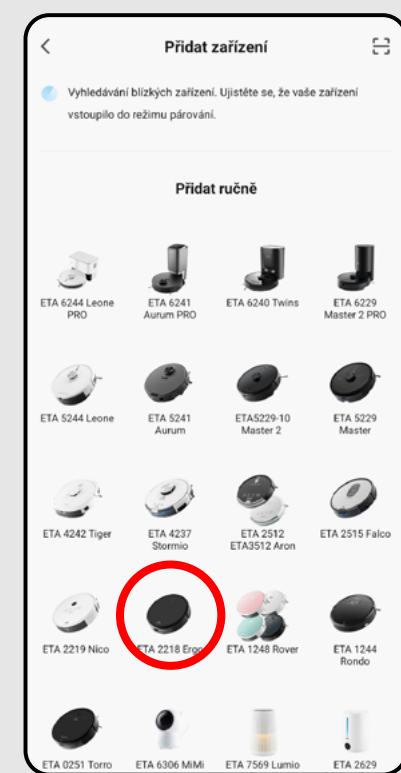 Přidat zařízení
Vyhledávání blízkých zařízení. Ujistěte se, že vaše zařízení
vstoupilo do režimu párování.
Přidat ručně
ETA 6244 Leone
PRO
ETA 6241
Aurum PRO
ETA 6240 Twins
ETA 6229
Master 2 PRO
ETA 5244 Leone
ETA 5241
Aurum
ETA5229-10
Master 2
ETA 5229
Master
ETA 4242 Tiger
ETA 4237
Stormio
ETA 2512
ETA3512 Aron
ETA 2515 Falco
ETA 2219 Nico
ETA 2218 Ergo
ETA 1248 Rover
ETA 1244
Rondo
ETA 0251 Torro
ETA 6306 MiMi
ETA 7569 Lumio
ETA 2629